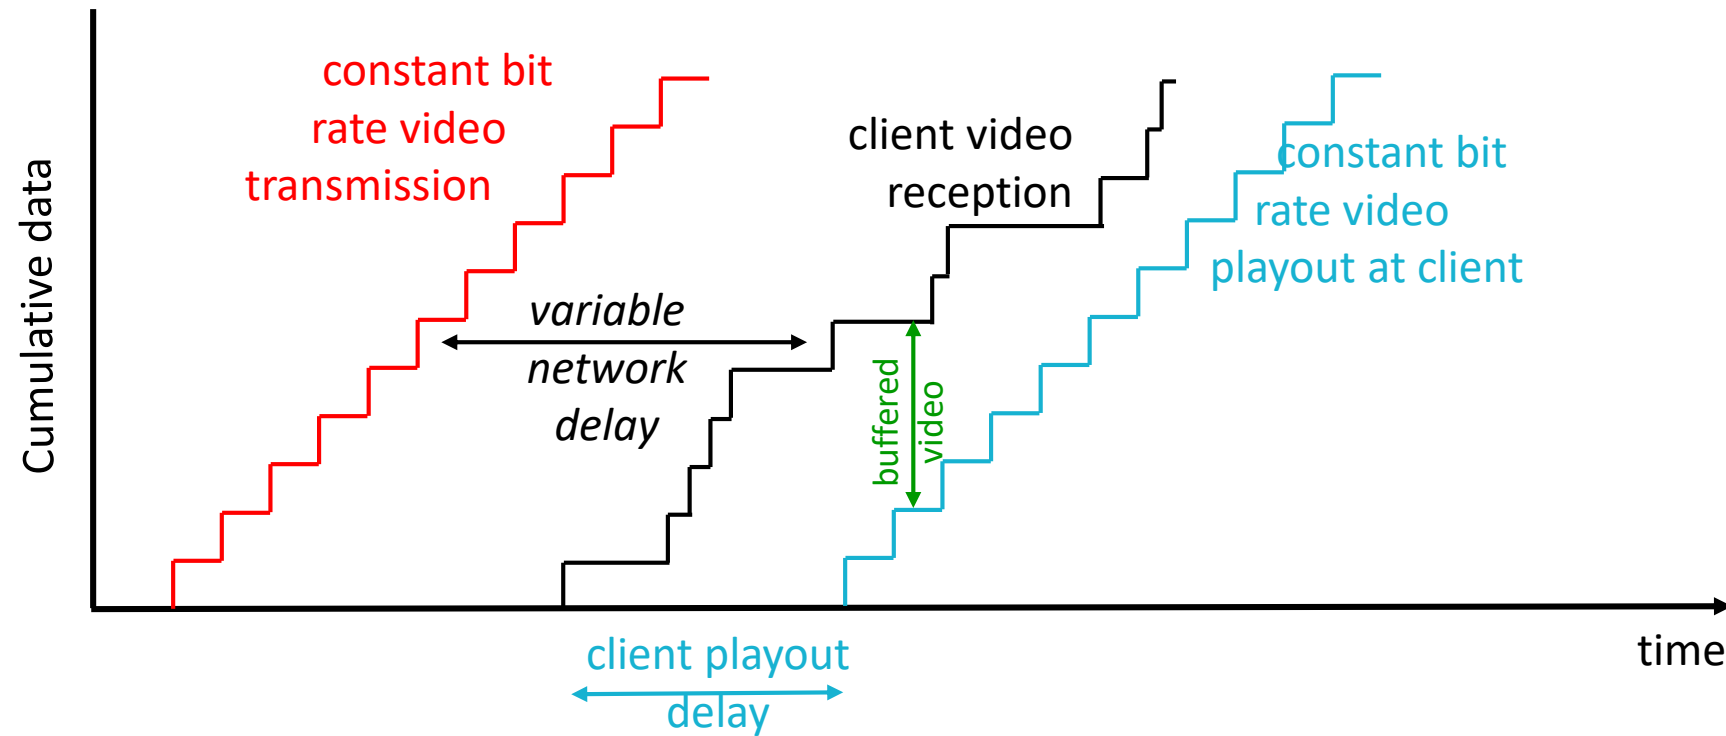 constant bit
rate video
transmission
client video
reception
constant bit
rate video
playout at client
Cumulative data
variable
network
delay
buffered
video
time
client playout
delay